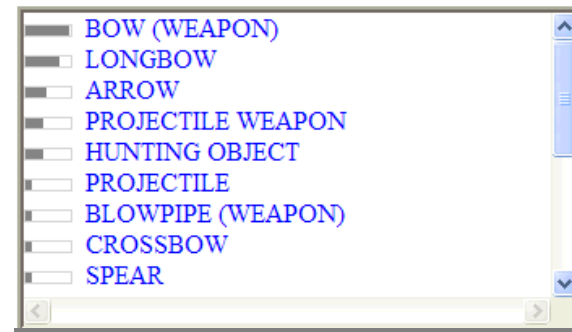 BOW (WEAPON)
LONGBOW
ARROW
PROJECTILE WEAPON
HUNTING OBJECT
PROJECTILE
BLOWPIPE (WEAPON)
CROSSBOW
SPEAR